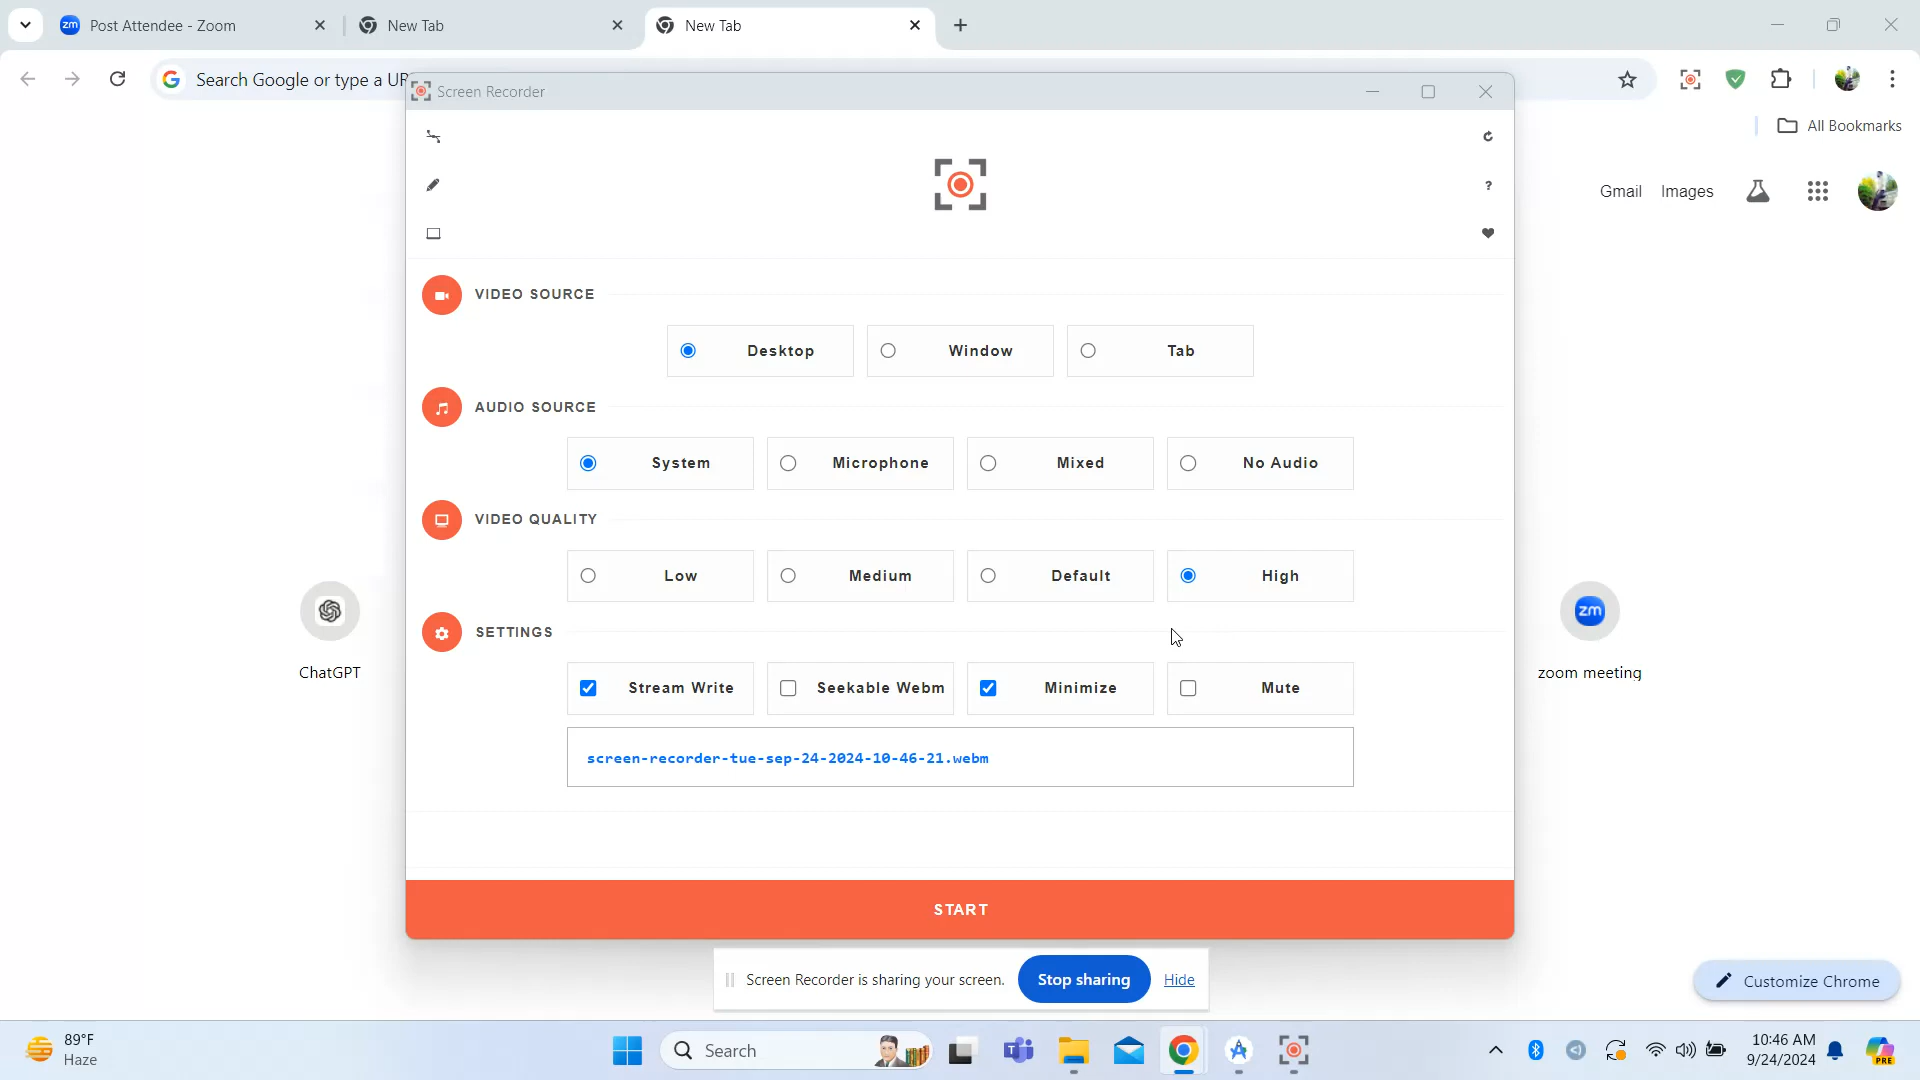 zm Post Attendee - Zoom
New Tab
New Tab
Search Google or type a UR
Screen Recorder
All Bookmarks
?
Gmail Images
VIDEO SOURCE
Desktop Window Tab
AUDIO SOURCE
System Microphone Mixed No Audio
VIDEO QUALITY
Low Medium Default High
zm
ChatGPT
zoom meeting
SETTINGS
Stream Write Seekable Webm Minimize Mute
screen-recorder-tue-sep-24-2024-10-46-21.webm
START
Screen Recorder is sharing your screen. Stop sharing Hide
Customize Chrome
89°F
Haze
Search
10:46 AM
9/24/2024
PRE